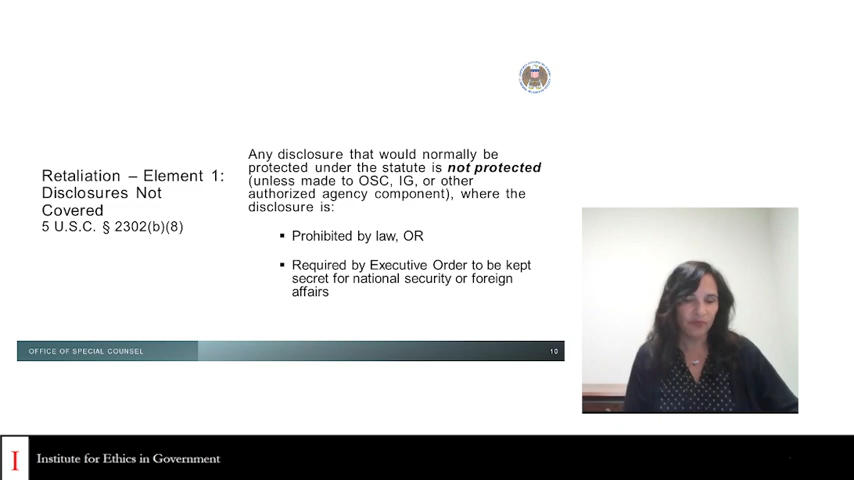 Retaliation – Element 1:
Disclosures Not
Covered
5 U.S.C. § 2302(b)(8)
Any disclosure that would normally be
protected under the statute is not protected
(unless made to OSC, IG, or other
authorized agency component), where the
disclosure is:
▪ Prohibited by law, OR
▪ Required by Executive Order to be kept
secret for national security or foreign
affairs
OFFICE OF SPECIAL COUNSEL
10
I
Institute for Ethics in Government